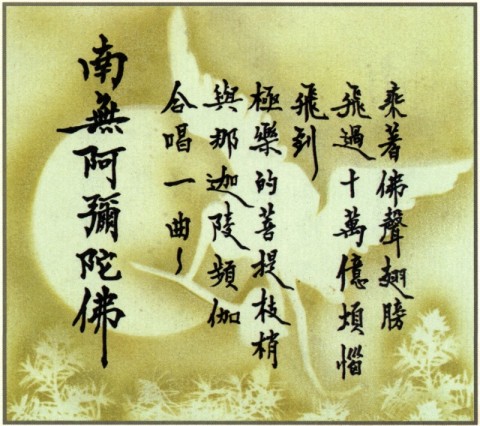 乘著佛聲翅膀
飛過十萬億煩惱
飛到
極樂的菩提枝梢
與那迦陵頻伽
合唱一曲~
南無阿彌陀佛